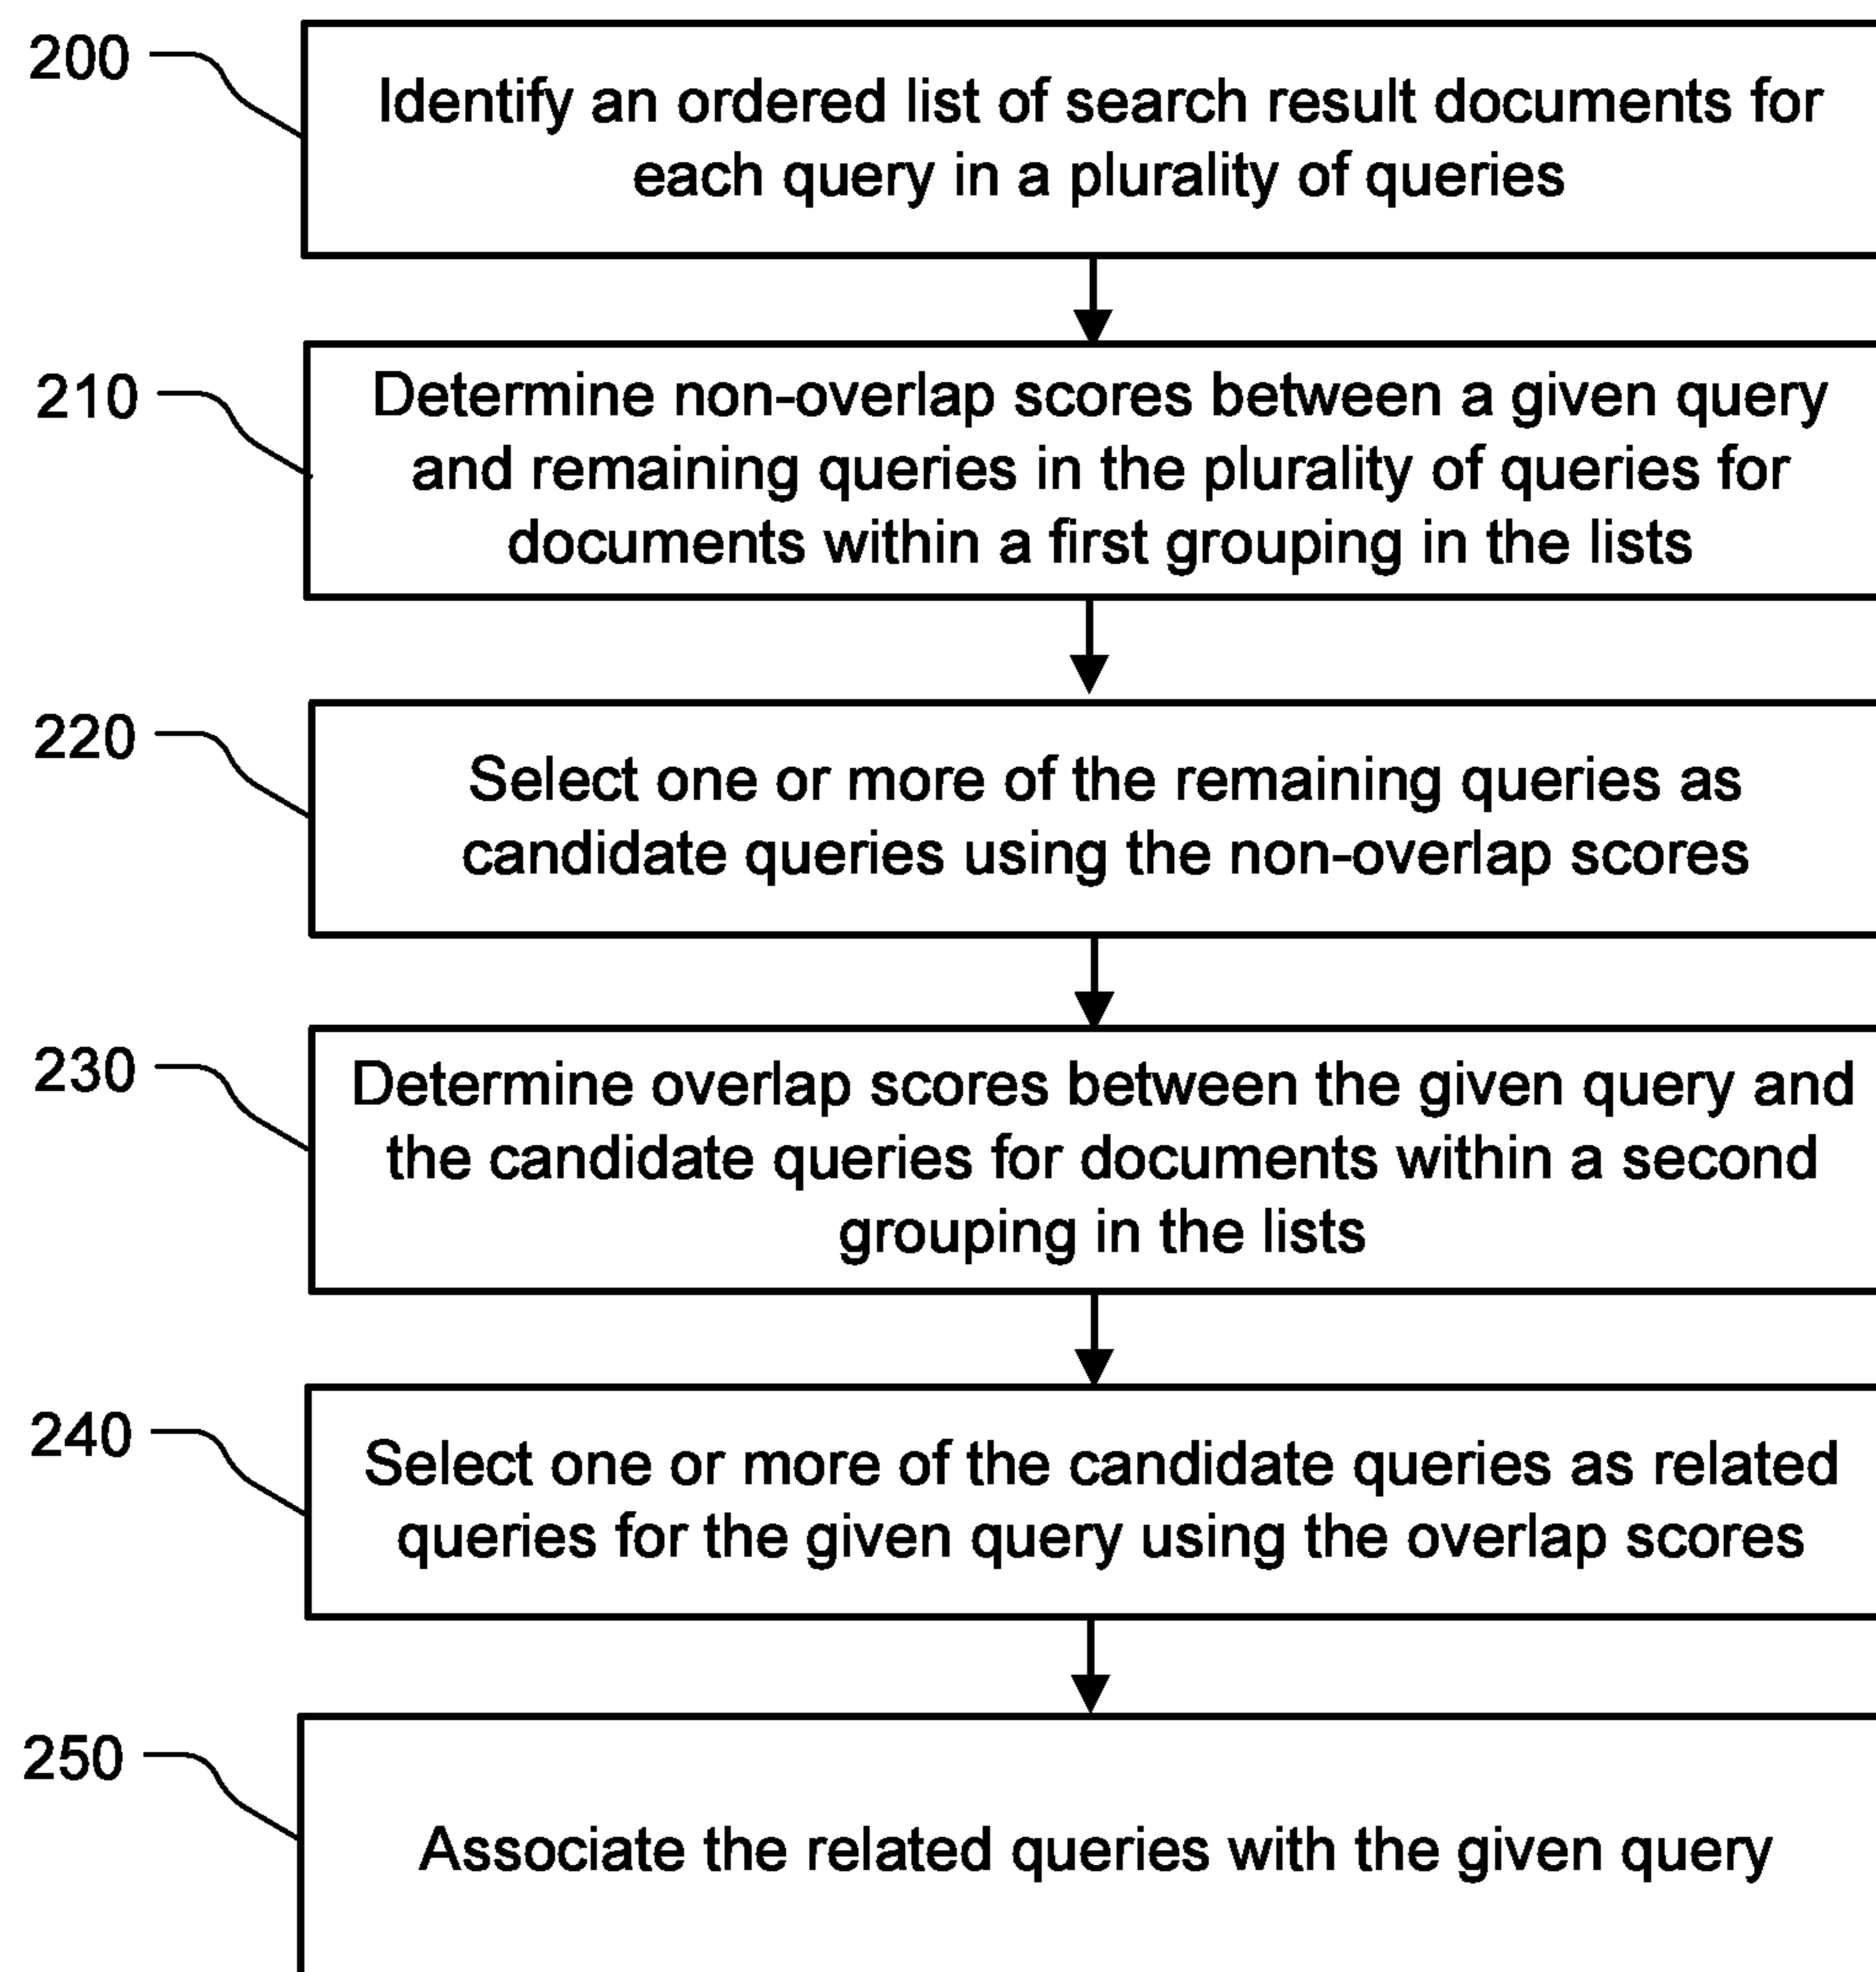 200
Identify an ordered list of search result documents for
each query in a plurality of queries
210
Determine non-overlap scores between a given query
and remaining queries in the plurality of queries for
documents within a first grouping in the lists
220
Select one or more of the remaining queries as
candidate queries using the non-overlap scores
230
Determine overlap scores between the given query and
the candidate queries for documents within a second
grouping in the lists
240
Select one or more of the candidate queries as related
queries for the given query using the overlap scores
250
Associate the related queries with the given query